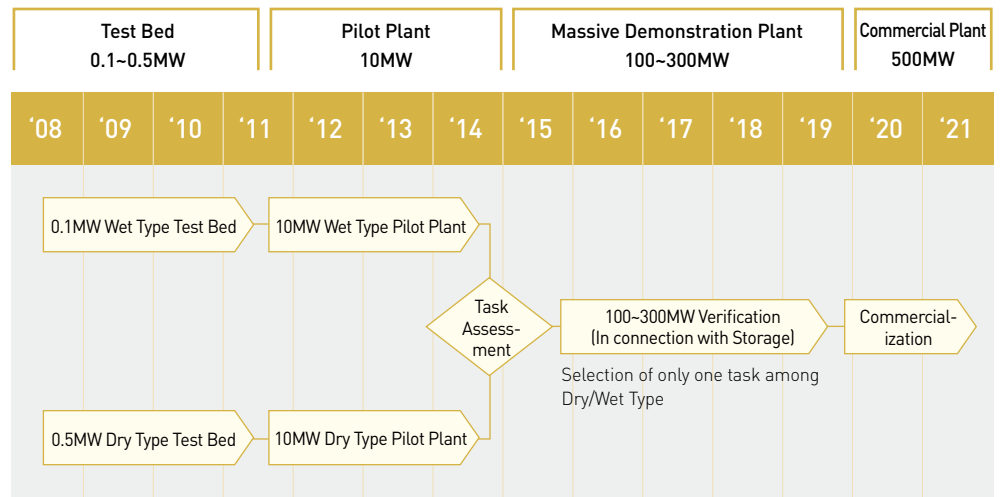 Test Bed
0.1~0.5MW
Pilot Plant
10MW
Massive Demonstration Plant
100~300MW
Commercial Plant
500MW
‘08 ‘09 ‘10 ‘11 ‘12 ‘13 ‘14 ‘15 ‘16 ‘17 ‘18 ‘19 ‘20 ‘21
0.1MW Wet Type Test Bed
10MW Wet Type Pilot Plant
Task
Assess-
ment
100~300MW Verification
(In connection with Storage)
Commercial-
ization
Selection of only one task among
Dry/Wet Type
0.5MW Dry Type Test Bed
10MW Dry Type Pilot Plant